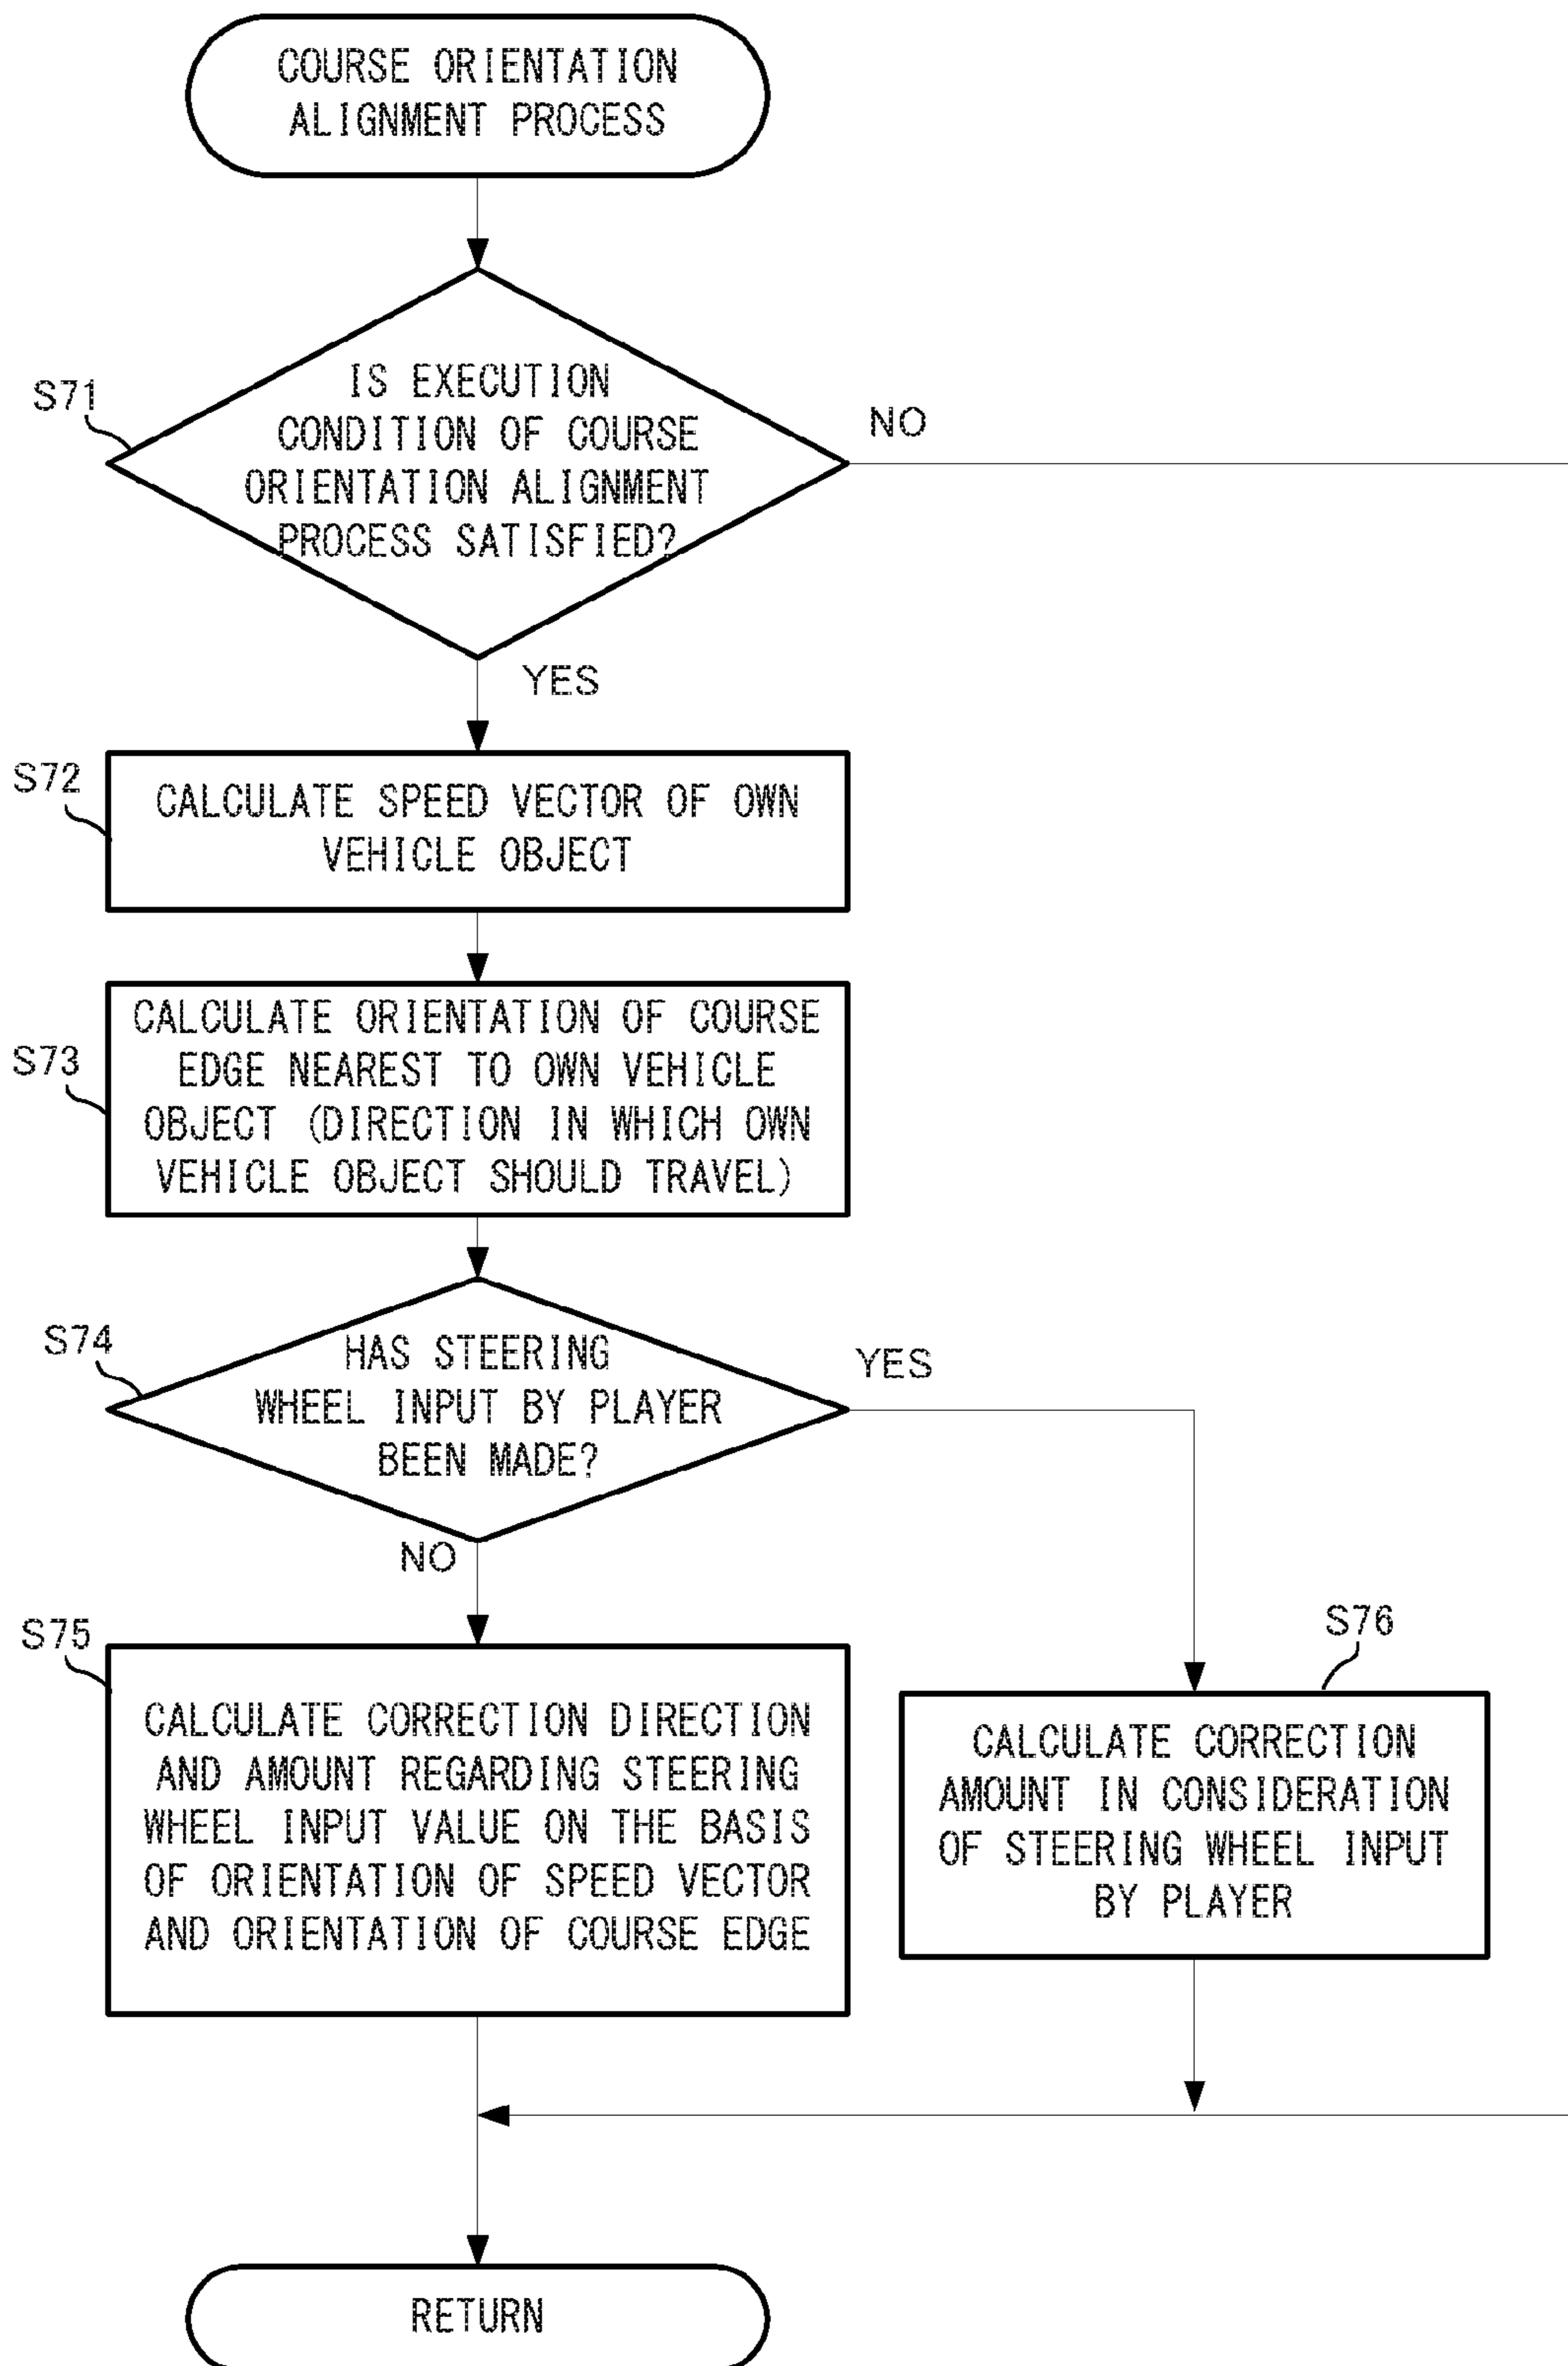 COURSE ORIENTATION
ALIGNMENT PROCESS
S71
IS EXECUTION
CONDITION OF COURSE
ORIENTATION ALIGNMENT
PROCESS SATISFIED?
NO
YES
S72
CALCULATE SPEED VECTOR OF OWN
VEHICLE OBJECT
S73
CALCULATE ORIENTATION OF COURSE
EDGE NEAREST TO OWN VEHICLE
OBJECT (DIRECTION IN WHICH OWN
VEHICLE OBJECT SHOULD TRAVEL)
S74
HAS STEERING
WHEEL INPUT BY PLAYER
BEEN MADE?
YES
NO
S75
CALCULATE CORRECTION DIRECTION
AND AMOUNT REGARDING STEERING
WHEEL INPUT VALUE ON THE BASIS
OF ORIENTATION OF SPEED VECTOR
AND ORIENTATION OF COURSE EDGE
S76
CALCULATE CORRECTION
AMOUNT IN CONSIDERATION
OF STEERING WHEEL INPUT
BY PLAYER
RETURN